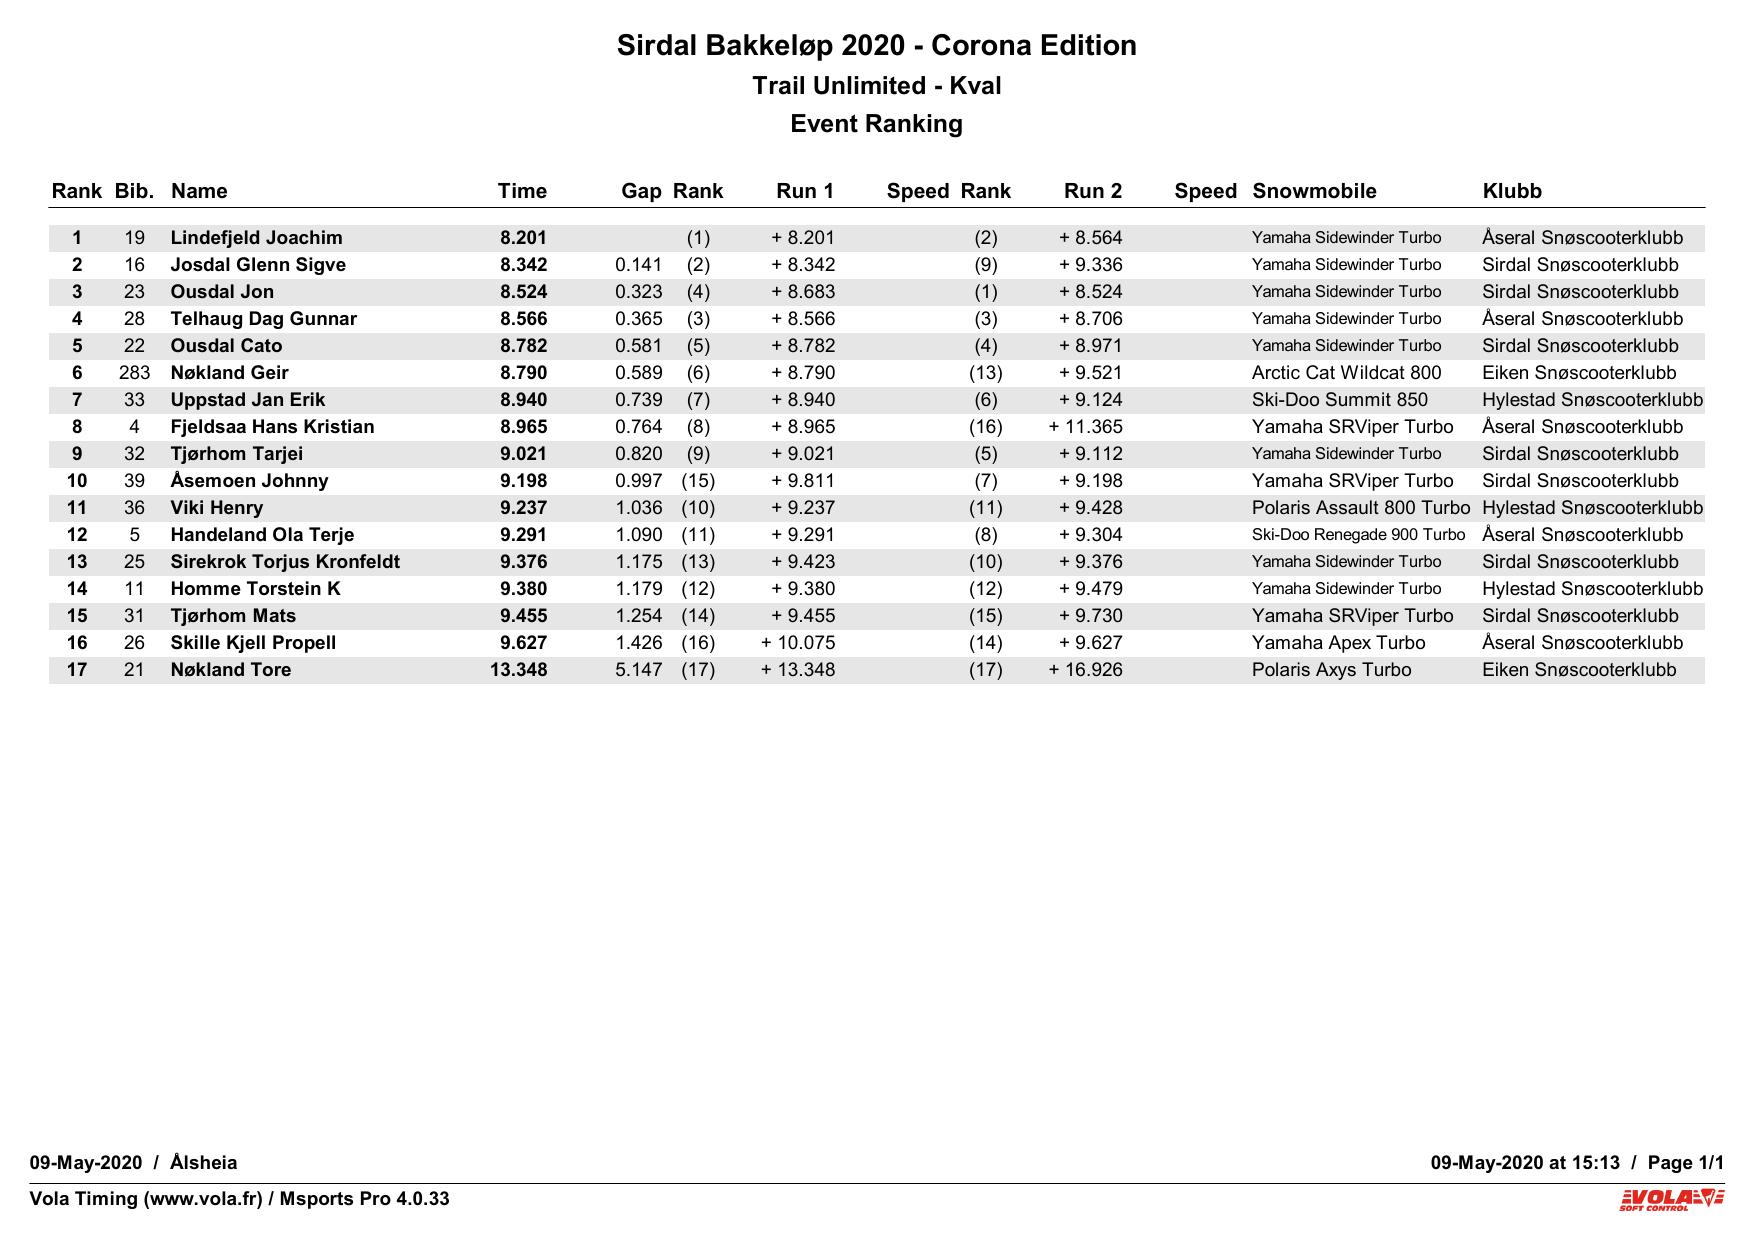 Sirdal Bakkeløp 2020 - Corona Edition
Trail Unlimited - Kval
Event Ranking
Rank Bib. Name Time Gap Rank Run 1 Speed Rank Run 2 Speed Snowmobile Klubb
1 19 Lindefjeld Joachim 8.201 (1) + 8.201 (2) + 8.564 Yamaha Sidewinder Turbo Åseral Snøscooterklubb
2 16 Josdal Glenn Sigve 8.342 0.141 (2) + 8.342 (9) + 9.336 Yamaha Sidewinder Turbo Sirdal Snøscooterklubb
3 23 Ousdal Jon 8.524 0.323 (4) + 8.683 (1) + 8.524 Yamaha Sidewinder Turbo Sirdal Snøscooterklubb
4 28 Telhaug Dag Gunnar 8.566 0.365 (3) + 8.566 (3) + 8.706 Yamaha Sidewinder Turbo Åseral Snøscooterklubb
5 22 Ousdal Cato 8.782 0.581 (5) + 8.782 (4) + 8.971 Yamaha Sidewinder Turbo Sirdal Snøscooterklubb
6 283 Nøkland Geir 8.790 0.589 (6) + 8.790 (13) + 9.521 Arctic Cat Wildcat 800 Eiken Snøscooterklubb
7 33 Uppstad Jan Erik 8.940 0.739 (7) + 8.940 (6) + 9.124 Ski-Doo Summit 850 Hylestad Snøscooterklubb
8 4 Fjeldsaa Hans Kristian 8.965 0.764 (8) + 8.965 (16) + 11.365 Yamaha SRViper Turbo Åseral Snøscooterklubb
9 32 Tjørhom Tarjei 9.021 0.820 (9) + 9.021 (5) + 9.112 Yamaha Sidewinder Turbo Sirdal Snøscooterklubb
10 39 Åsemoen Johnny 9.198 0.997 (15) + 9.811 (7) + 9.198 Yamaha SRViper Turbo Sirdal Snøscooterklubb
11 36 Viki Henry 9.237 1.036 (10) + 9.237 (11) + 9.428 Polaris Assault 800 Turbo Hylestad Snøscooterklubb
12 5 Handeland Ola Terje 9.291 1.090 (11) + 9.291 (8) + 9.304 Ski-Doo Renegade 900 Turbo Åseral Snøscooterklubb
13 25 Sirekrok Torjus Kronfeldt 9.376 1.175 (13) + 9.423 (10) + 9.376 Yamaha Sidewinder Turbo Sirdal Snøscooterklubb
14 11 Homme Torstein K 9.380 1.179 (12) + 9.380 (12) + 9.479 Yamaha Sidewinder Turbo Hylestad Snøscooterklubb
15 31 Tjørhom Mats 9.455 1.254 (14) + 9.455 (15) + 9.730 Yamaha SRViper Turbo Sirdal Snøscooterklubb
16 26 Skille Kjell Propell 9.627 1.426 (16) + 10.075 (14) + 9.627 Yamaha Apex Turbo Åseral Snøscooterklubb
17 21 Nøkland Tore 13.348 5.147 (17) + 13.348 (17) + 16.926 Polaris Axys Turbo Eiken Snøscooterklubb
09-May-2020 / Ålsheia 09-May-2020 at 15:13 / Page 1/1
Vola Timing (www.vola.fr) / Msports Pro 4.0.33
VOLA
SOFT CONTROL